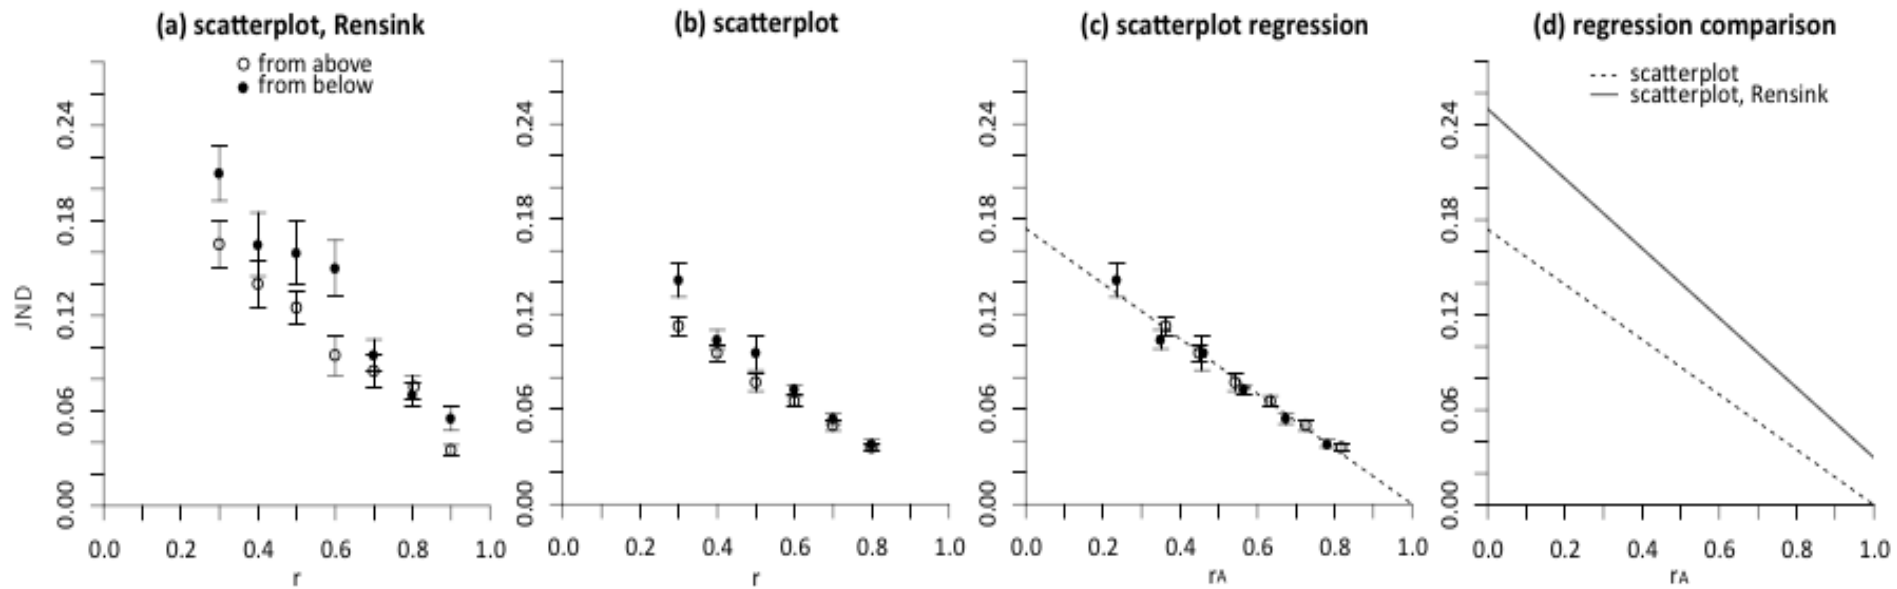 (a) scatterplot, Rensink
from above
from below
JND
0.00 0.06 0.12 0.18 0.24
0.0 0.2 0.4 0.6 0.8 1.0
r
(b) scatterplot
0.00 0.06 0.12 0.18 0.24
0.0 0.2 0.4 0.6 0.8 1.0
r
(c) scatterplot regression
0.00 0.06 0.12 0.18 0.24
0.0 0.2 0.4 0.6 0.8 1.0
rA
(d) regression comparison
scatterplot
scatterplot, Rensink
0.00 0.06 0.12 0.18 0.24
0.0 0.2 0.4 0.6 0.8 1.0
rA